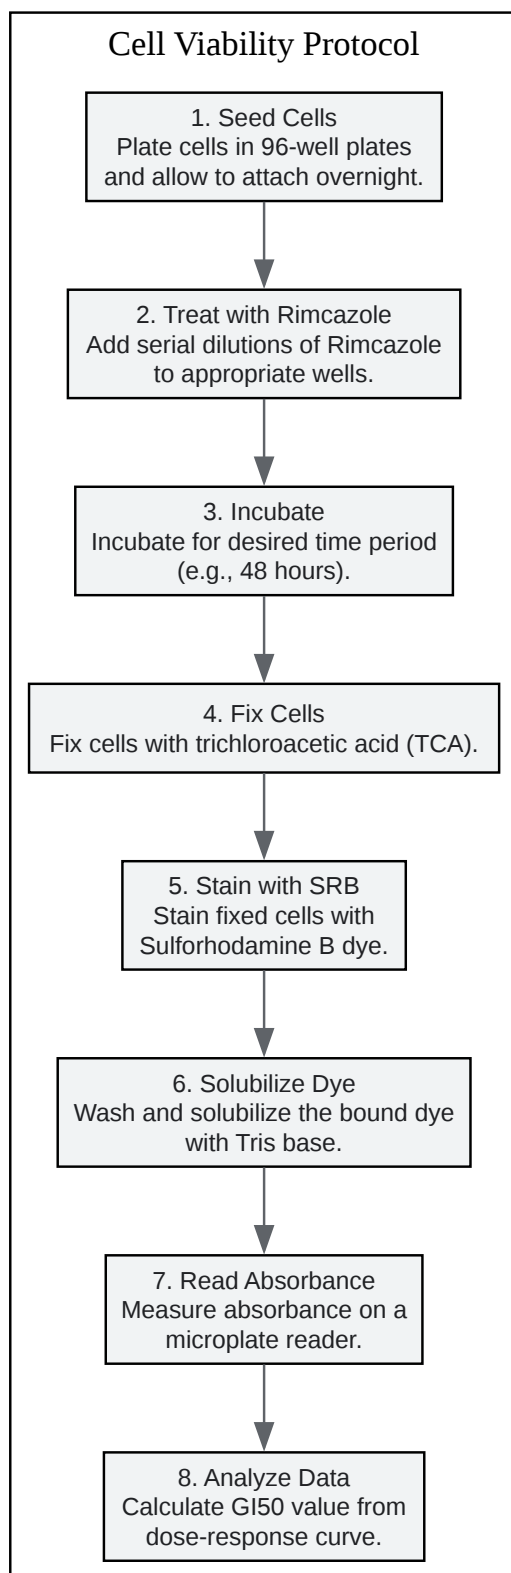 Cell Viability Protocol
1. Seed Cells
Plate cells in 96-well plates
and allow to attach overnight.
2. Treat with Rimcazole
Add serial dilutions of Rimcazole
to appropriate wells.
3. Incubate
Incubate for desired time period
(e.g., 48 hours).
4. Fix Cells
Fix cells with trichloroacetic acid (TCA).
5. Stain with SRB
Stain fixed cells with
Sulforhodamine B dye.
6. Solubilize Dye
Wash and solubilize the bound dye
with Tris base.
7. Read Absorbance
Measure absorbance on a
microplate reader.
8. Analyze Data
Calculate GI50 value from
dose-response curve.